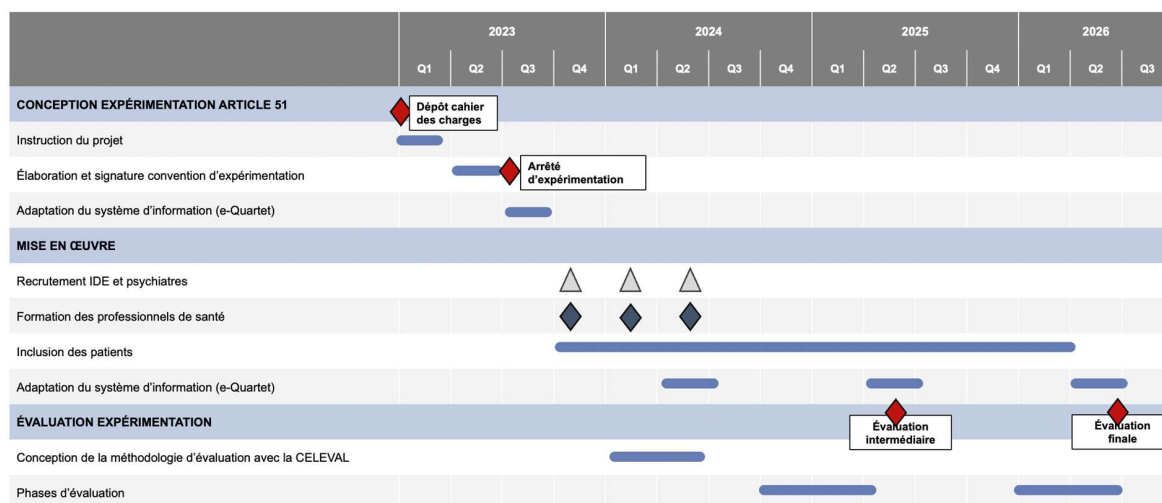 2023 2024 2025 2026
Q1 Q2 Q3 Q4 Q1 Q2 Q3 Q4 Q1 Q2 Q3 Q4 Q1 Q2 Q3
CONCEPTION EXPÉRIMENTATION ARTICLE 51
Dépôt cahier
des charges
Instruction du projet
Élaboration et signature convention d'expérimentation
Arrêté
d'expérimentation
Adaptation du système d'information (e-Quartet)
MISE EN ŒUVRE
Recrutement IDE et psychiatres
Formation des professionnels de santé
Inclusion des patients
Adaptation du système d'information (e-Quartet)
ÉVALUATION EXPÉRIMENTATION
Évaluation
intermédiaire
Évaluation
finale
Conception de la méthodologie d'évaluation avec la CELEVAL
Phases d'évaluation